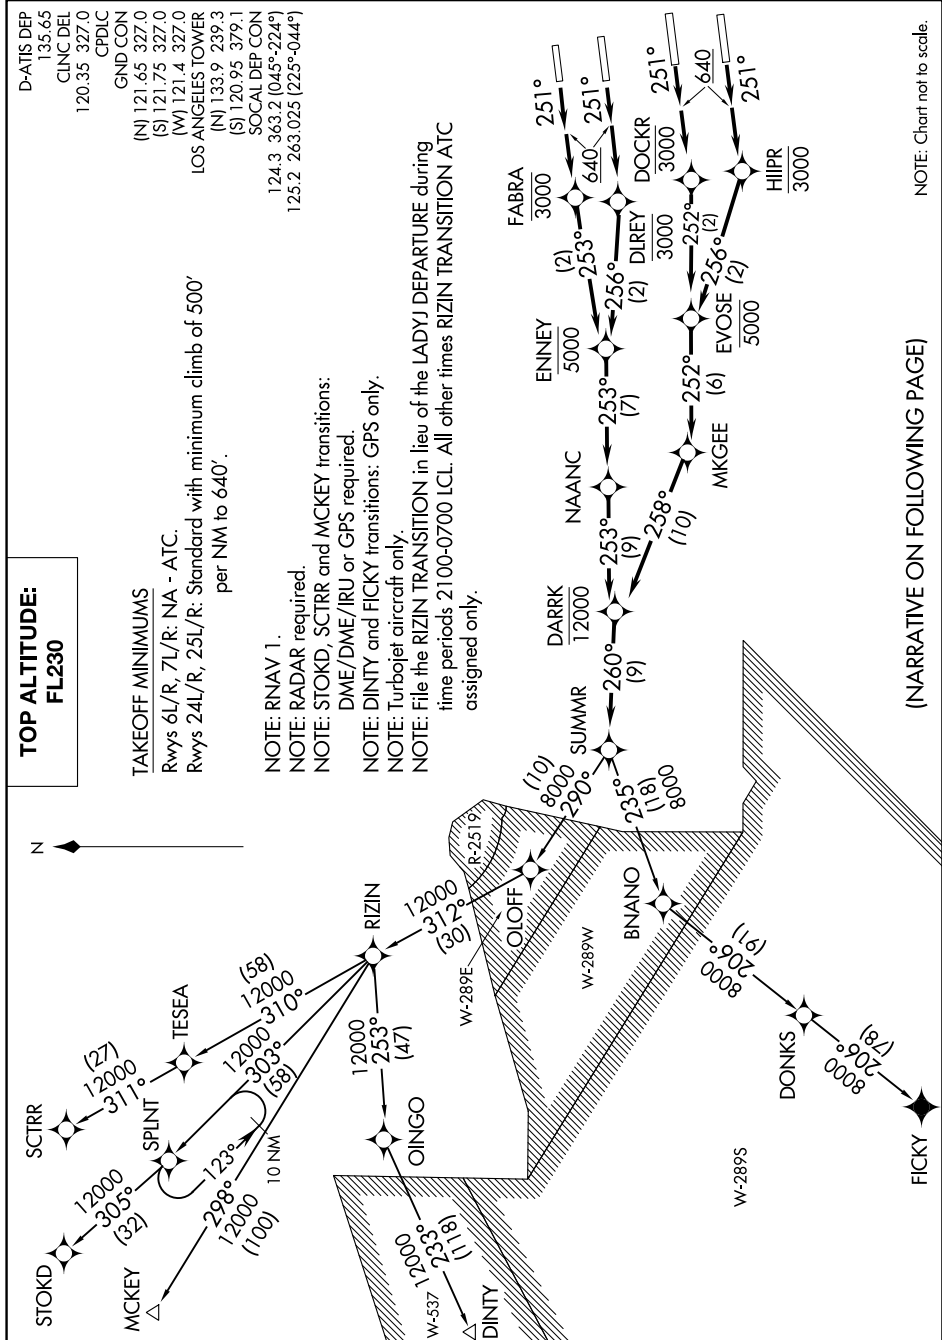 TOP ALTITUDE:
FL230
D-ATIS DEP
135.65
CLNC DEL
120.35 327.0
CPDLC
GND CON
(N) 121.65 327.0
(S) 121.75 327.0
(W) 121.4 327.0
LOS ANGELES TOWER
(N) 133.9 239.3
(S) 120.95 379.1
SOCAL DEP CON
124.3 363.2 (045°-224°)
125.2 263.025 (225°-044°)
TAKEOFF MINIMUMS
Rwys 6L/R, 7L/R: NA - ATC.
Rwys 24L/R, 25L/R: Standard with minimum climb of 500'
per NM to 640'.
NOTE: RNAV 1.
NOTE: RADAR required.
NOTE: STOKD, SCTRR and MCKEY transitions:
DME/DME/IRU or GPS required.
NOTE: DINTY and FICKY transitions: GPS only.
NOTE: Turbojet aircraft only.
NOTE: File the RIZIN TRANSITION in lieu of the LADYJ DEPARTURE during
time periods 2100-0700 LCL. All other times RIZIN TRANSITION ATC
assigned only.
N
STOKD
12000
305°
(32)
SCTRR
(27)
12000
311°
TESEA
(58)
12000
310°
SPLNT
12000
303°
(58)
123°
10 NM
MCKEY
298°
12000
(100)
RIZIN
12000
253°
(47)
OINGO
12000
233°
(118)
DINTY
W-537
12000
312°
(30)
R-2519
W-289E
OLOFF
W-289W
(10)
8000
290°
SUMMR
235°
(18)
8000
BNANO
206°
(91)
8000
DONKS
206°
(78)
8000
FICKY
W-289S
260°
(9)
DARRK
12000
253°
(9)
NAANC
253°
(7)
ENNEY
5000
(2)
253°
FABRA
3000
251°
640
251°
256°
(2)
DLREY
3000
258°
(10)
MKGEE
252°
(6)
EVOSE
5000
252°
(2)
DOCKR
3000
251°
640
251°
256°
(2)
HIIPR
3000
(NARRATIVE ON FOLLOWING PAGE)
NOTE: Chart not to scale.